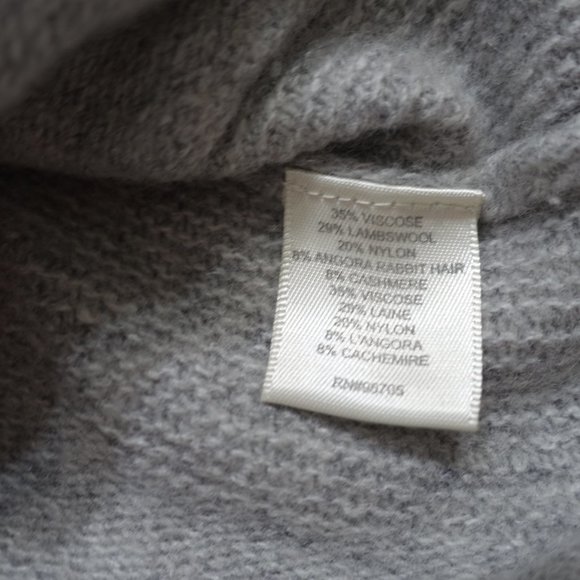 35% VISCOSE
29% LAMBSWOOL
20% NYLON
8% ANGORA RABBIT HAIR
8% CASHMERE
35% VISCOSE
29% LAINE
20% NYLON
8% L'ANGORA
8% CACHEMIRE
RN#96705